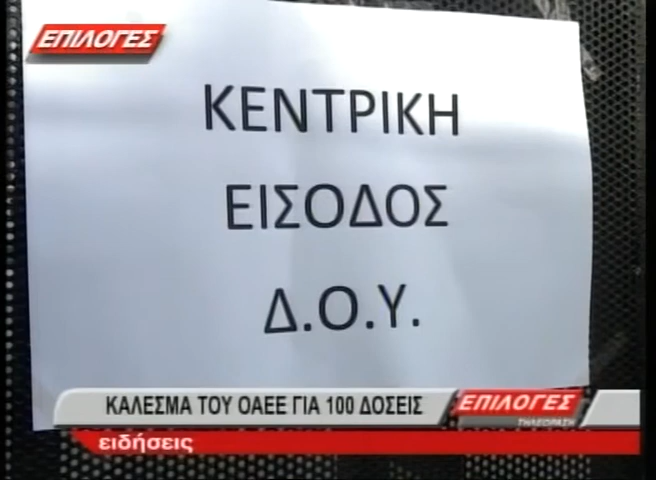 ΕΠΙΛΟΓΕΣ
ΚΕΝΤΡΙΚΗ
ΕΙΣΟΔΟΣ
Δ.Ο.Υ.
ΚΑΛΕΣΜΑ ΤΟΥ ΟΑΕΕ ΓΙΑ 100 ΔΟΣΕΙΣ
ΕΠΙΛΟΓΕΣ
ΤΗΛΕΟΡΑΣΗ
ειδήσεις